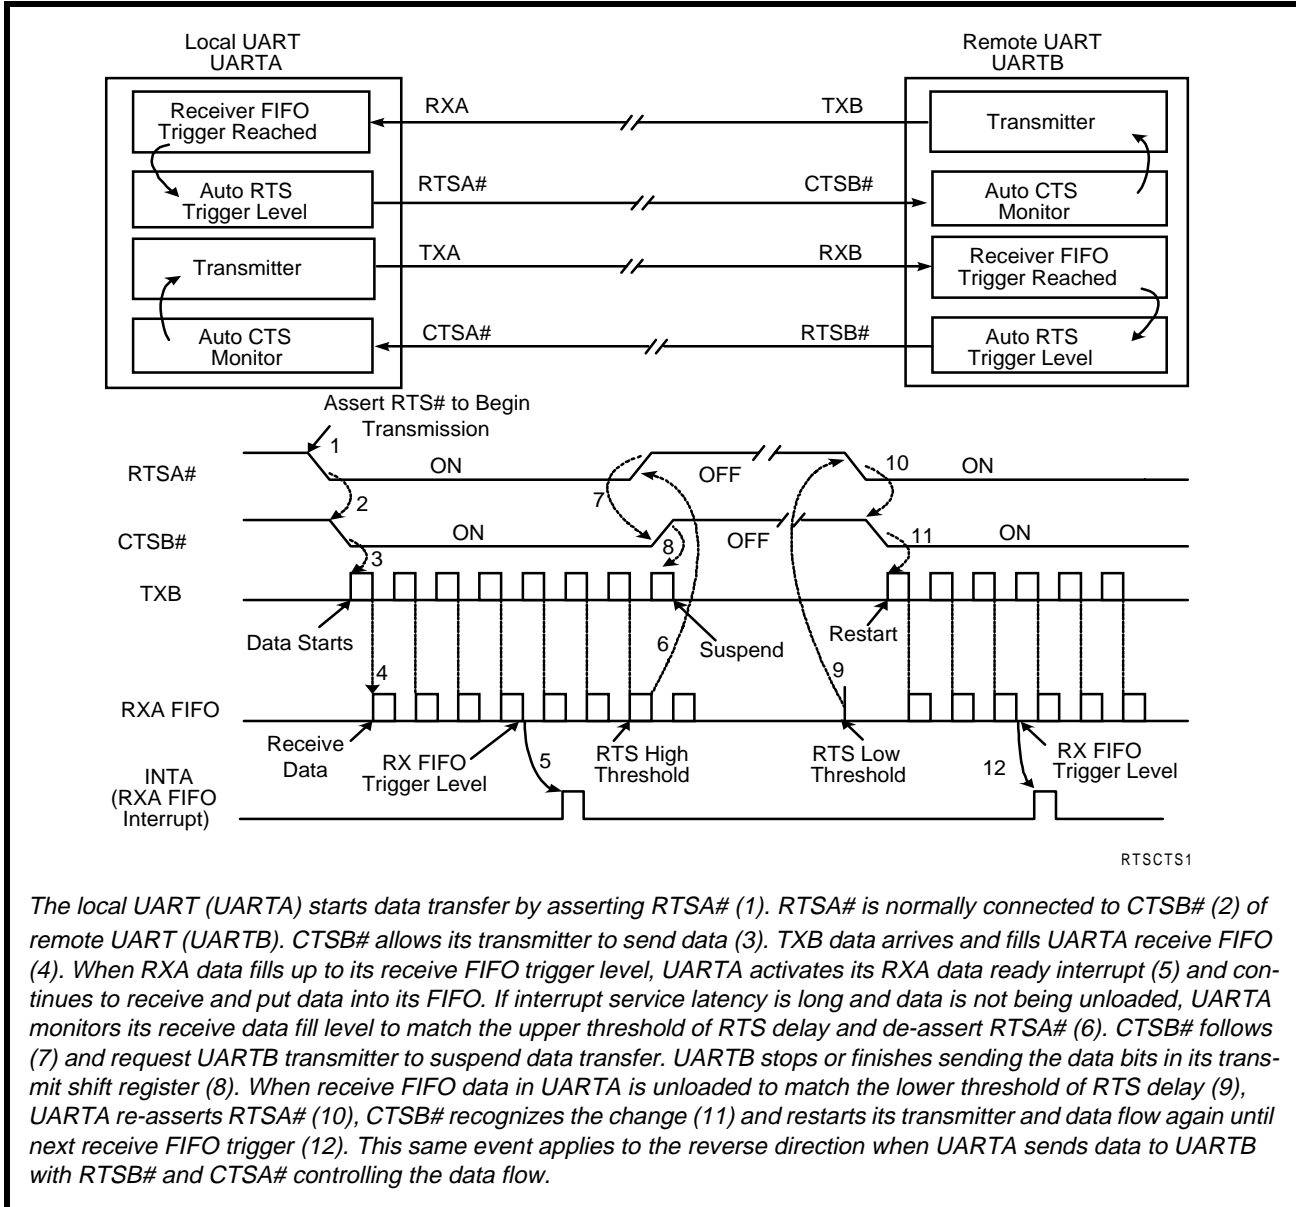 Local UART
UARTA
Remote UART
UARTB
Receiver FIFO
Trigger Reached
RXA
TXB
Transmitter
Auto RTS
Trigger Level
RTSA#
CTSB#
Auto CTS
Monitor
Transmitter
TXA
RXB
Receiver FIFO
Trigger Reached
Auto CTS
Monitor
CTSA#
RTSB#
Auto RTS
Trigger Level
Assert RTS# to Begin
Transmission
RTSA#
1
ON
OFF
10
ON
2
7
CTSB#
ON
8
OFF
11
ON
3
TXB
Data Starts
Suspend
Restart
4
6
9
RXA FIFO
Receive
Data
RX FIFO
Trigger Level
5
RTS High
Threshold
RTS Low
Threshold
12
RX FIFO
Trigger Level
INTA
(RXA FIFO
Interrupt)
RTSCTS1
The local UART (UARTA) starts data transfer by asserting RTSA# (1). RTSA# is normally connected to CTSB# (2) of
remote UART (UARTB). CTSB# allows its transmitter to send data (3). TXB data arrives and fills UARTA receive FIFO
(4). When RXA data fills up to its receive FIFO trigger level, UARTA activates its RXA data ready interrupt (5) and con-
tinues to receive and put data into its FIFO. If interrupt service latency is long and data is not being unloaded, UARTA
monitors its receive data fill level to match the upper threshold of RTS delay and de-assert RTSA# (6). CTSB# follows
(7) and request UARTB transmitter to suspend data transfer. UARTB stops or finishes sending the data bits in its trans-
mit shift register (8). When receive FIFO data in UARTA is unloaded to match the lower threshold of RTS delay (9),
UARTA re-asserts RTSA# (10), CTSB# recognizes the change (11) and restarts its transmitter and data flow again until
next receive FIFO trigger (12). This same event applies to the reverse direction when UARTA sends data to UARTB
with RTSB# and CTSA# controlling the data flow.